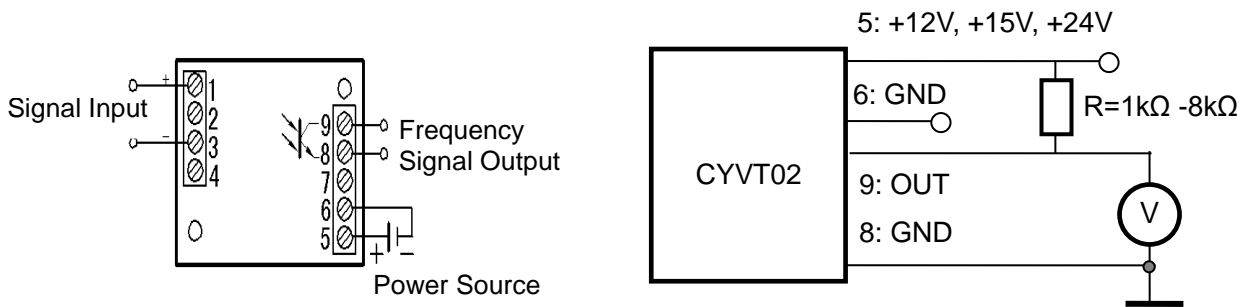 Signal Input
+
−
1
2
3
4
9
8
7
6
5
+ −
Frequency
Signal Output
Power Source
5: +12V, +15V, +24V
6: GND
R=1kΩ -8kΩ
CYVT02
9: OUT
8: GND
V